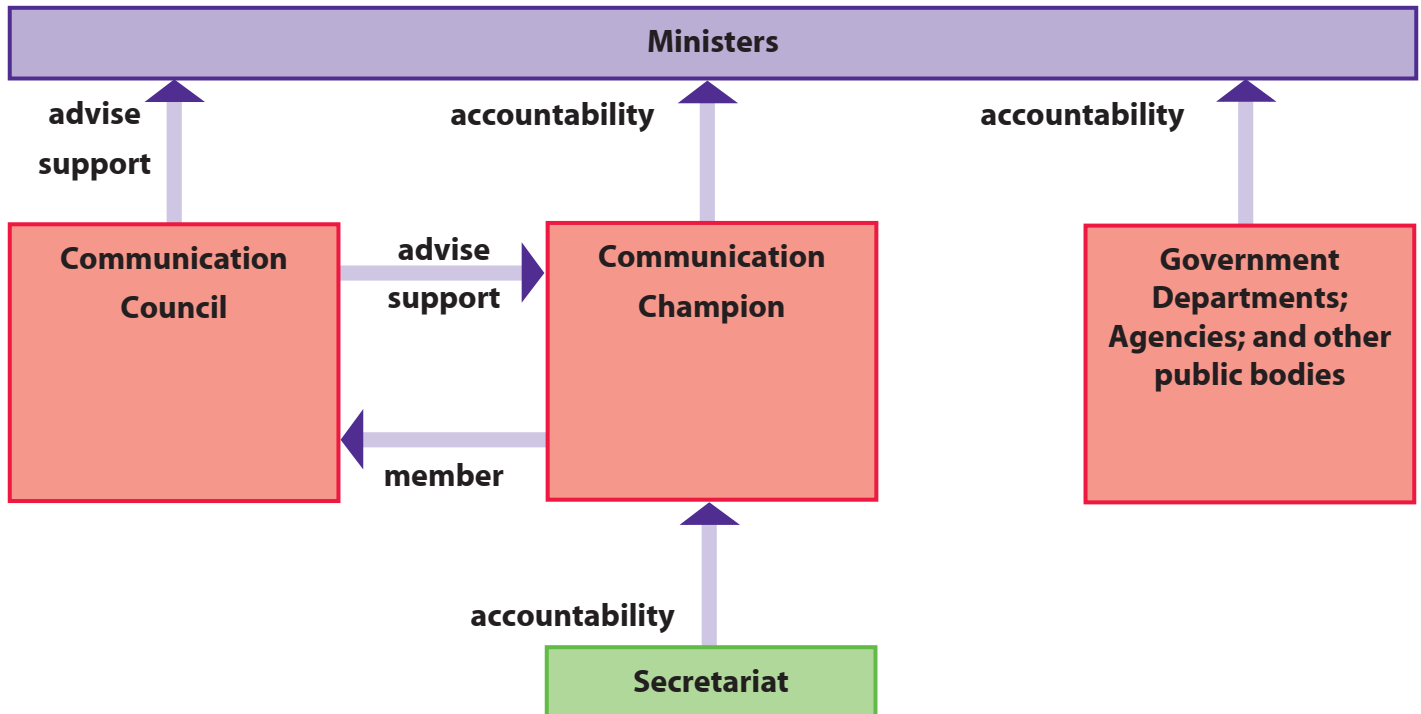 Ministers
advise
support
accountability
accountability
Communication
Council
advise
support
Communication
Champion
Government
Departments;
Agencies; and other
public bodies
member
accountability
Secretariat